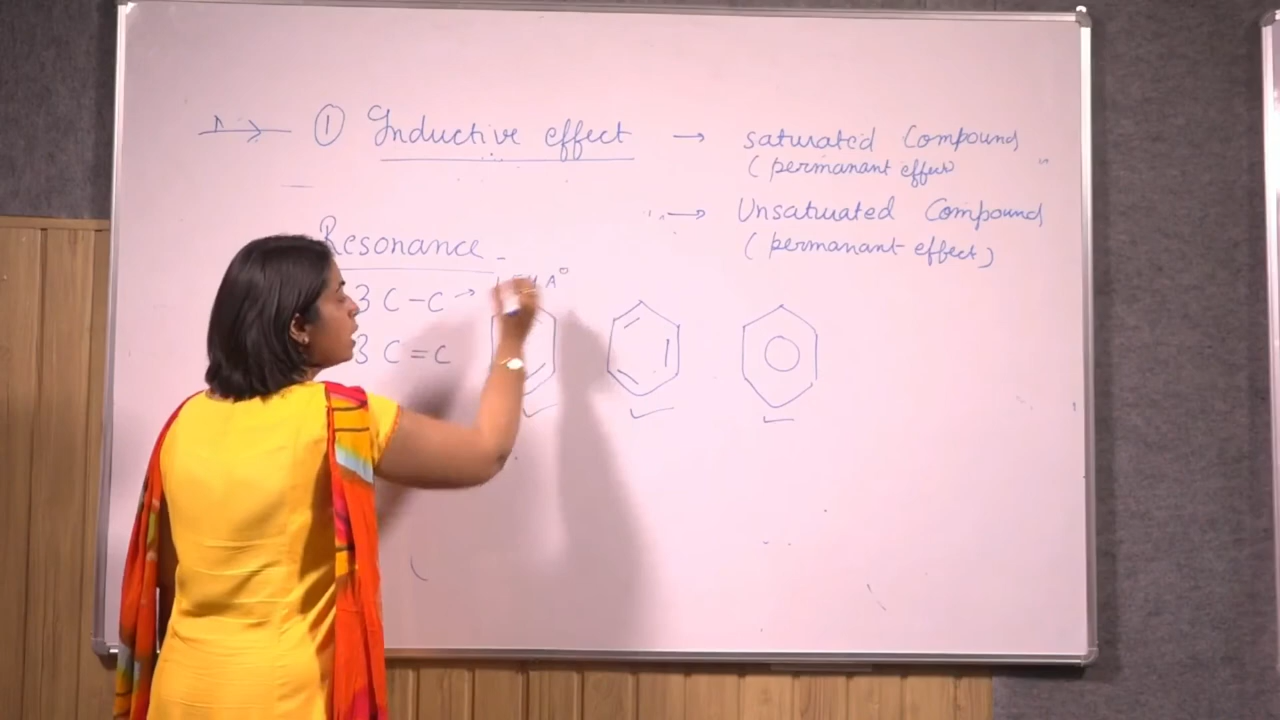 ① Inductive effect → saturated Compound
(permanant effect
→ Unsaturated Compound
(permanant effect)
Resonance -
3 C-C → A°
3 C=C